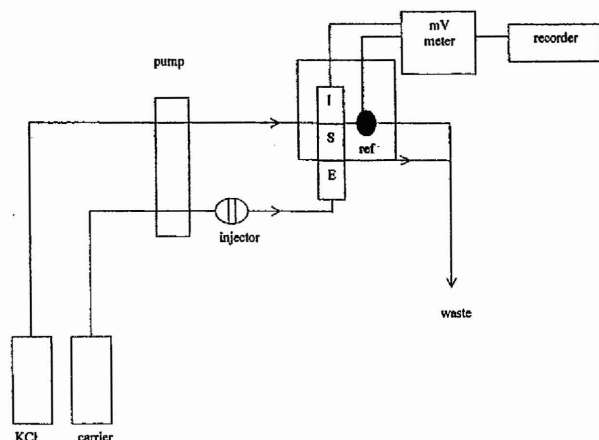 mV
meter
recorder
pump
I
S
ref
E
injector
waste
KCl
carrier